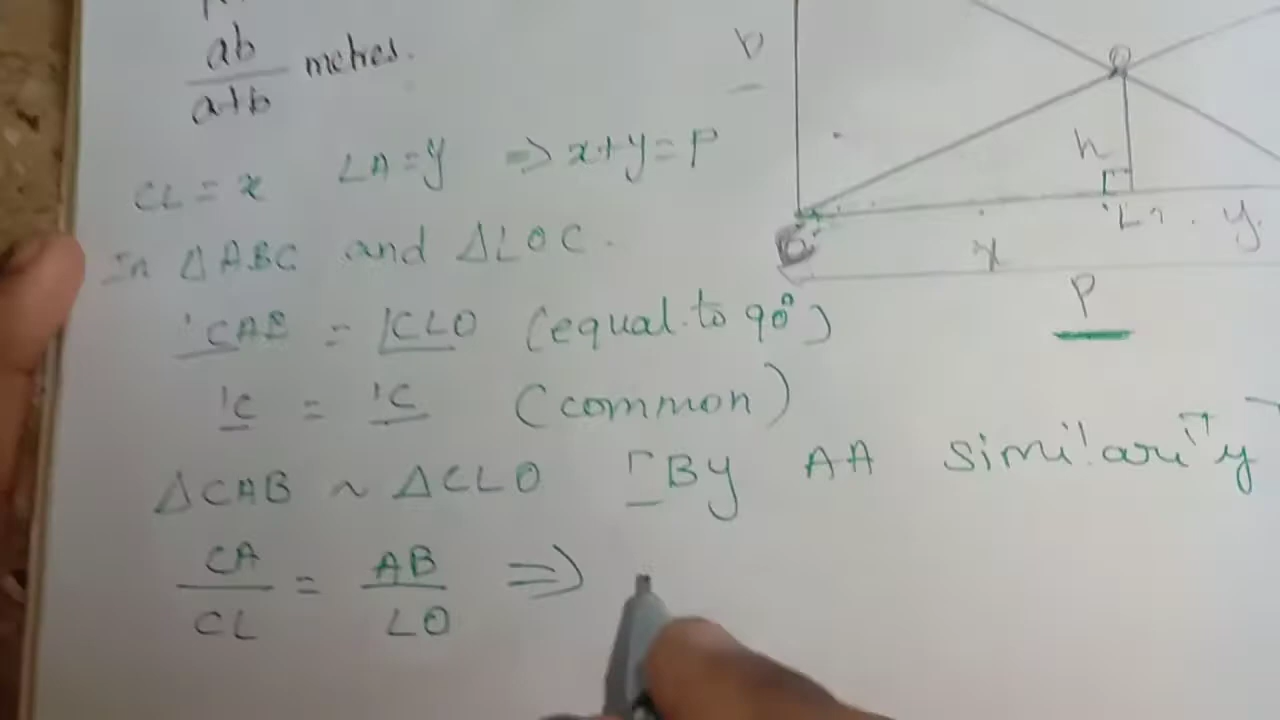 ab
a+b metres.
CL = x LA = y ⇒ x+y = P
In ΔABC and ΔLOC.
∠CAB = ∠CLO (equal to 90°)
∠C = ∠C (common)
ΔCAB ~ ΔCLO [By AA similarity]
CA/CL = AB/LO ⇒
b
O
h
C
L
x
y
P